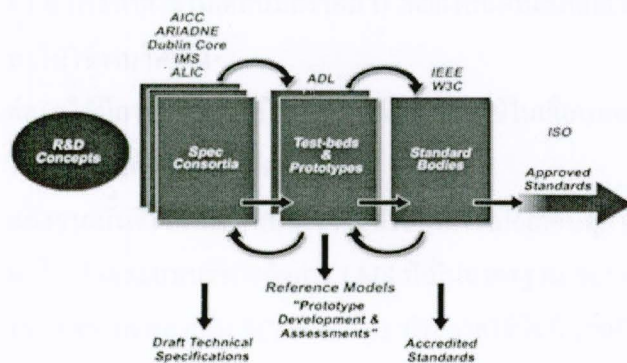 AICC
ARIADNE
Dublin Core
IMS
ALIC
ADL
IEEE
W3C
ISO
R&D
Concepts
Spec
Consortia
Test-beds
&
Prototypes
Standard
Bodies
Approved
Standards
Reference Models
"Prototype
Development &
Assessments"
Draft Technical
Specifications
Accredited
Standards